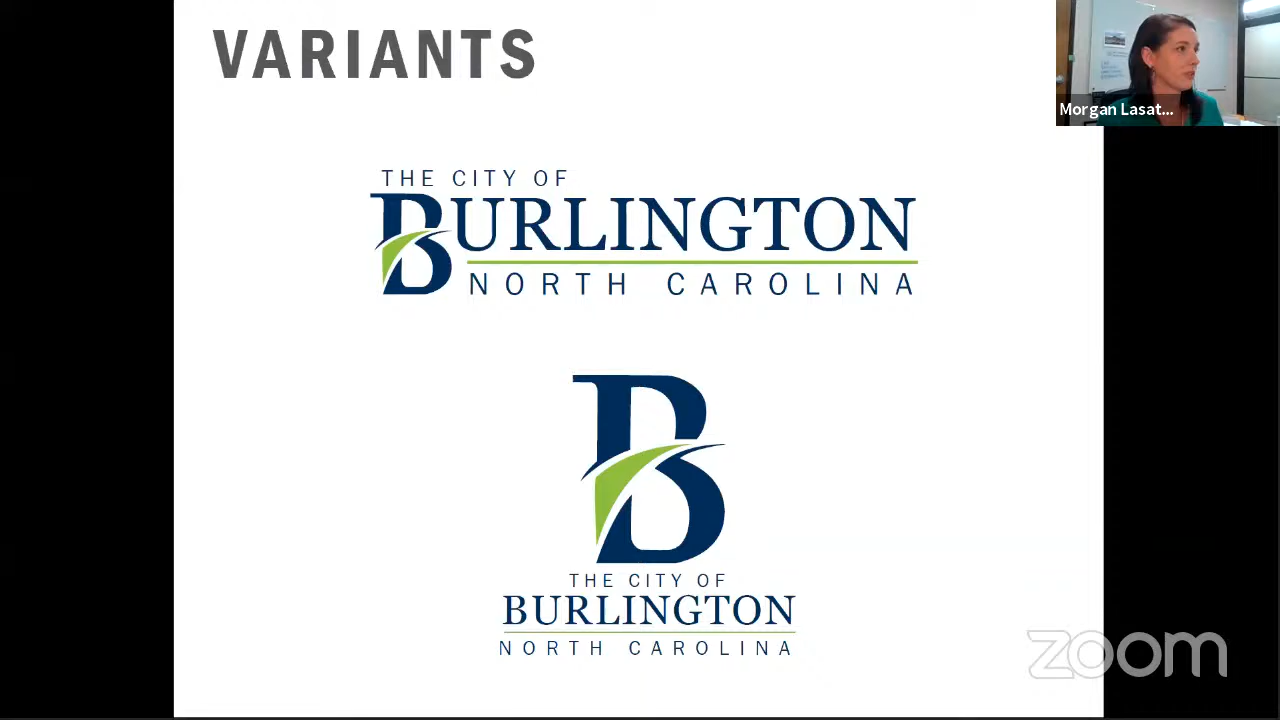 VARIANTS
Morgan Lasat...
THE CITY OF
BURLINGTON
NORTH CAROLINA
B
THE CITY OF
BURLINGTON
NORTH CAROLINA
zoom